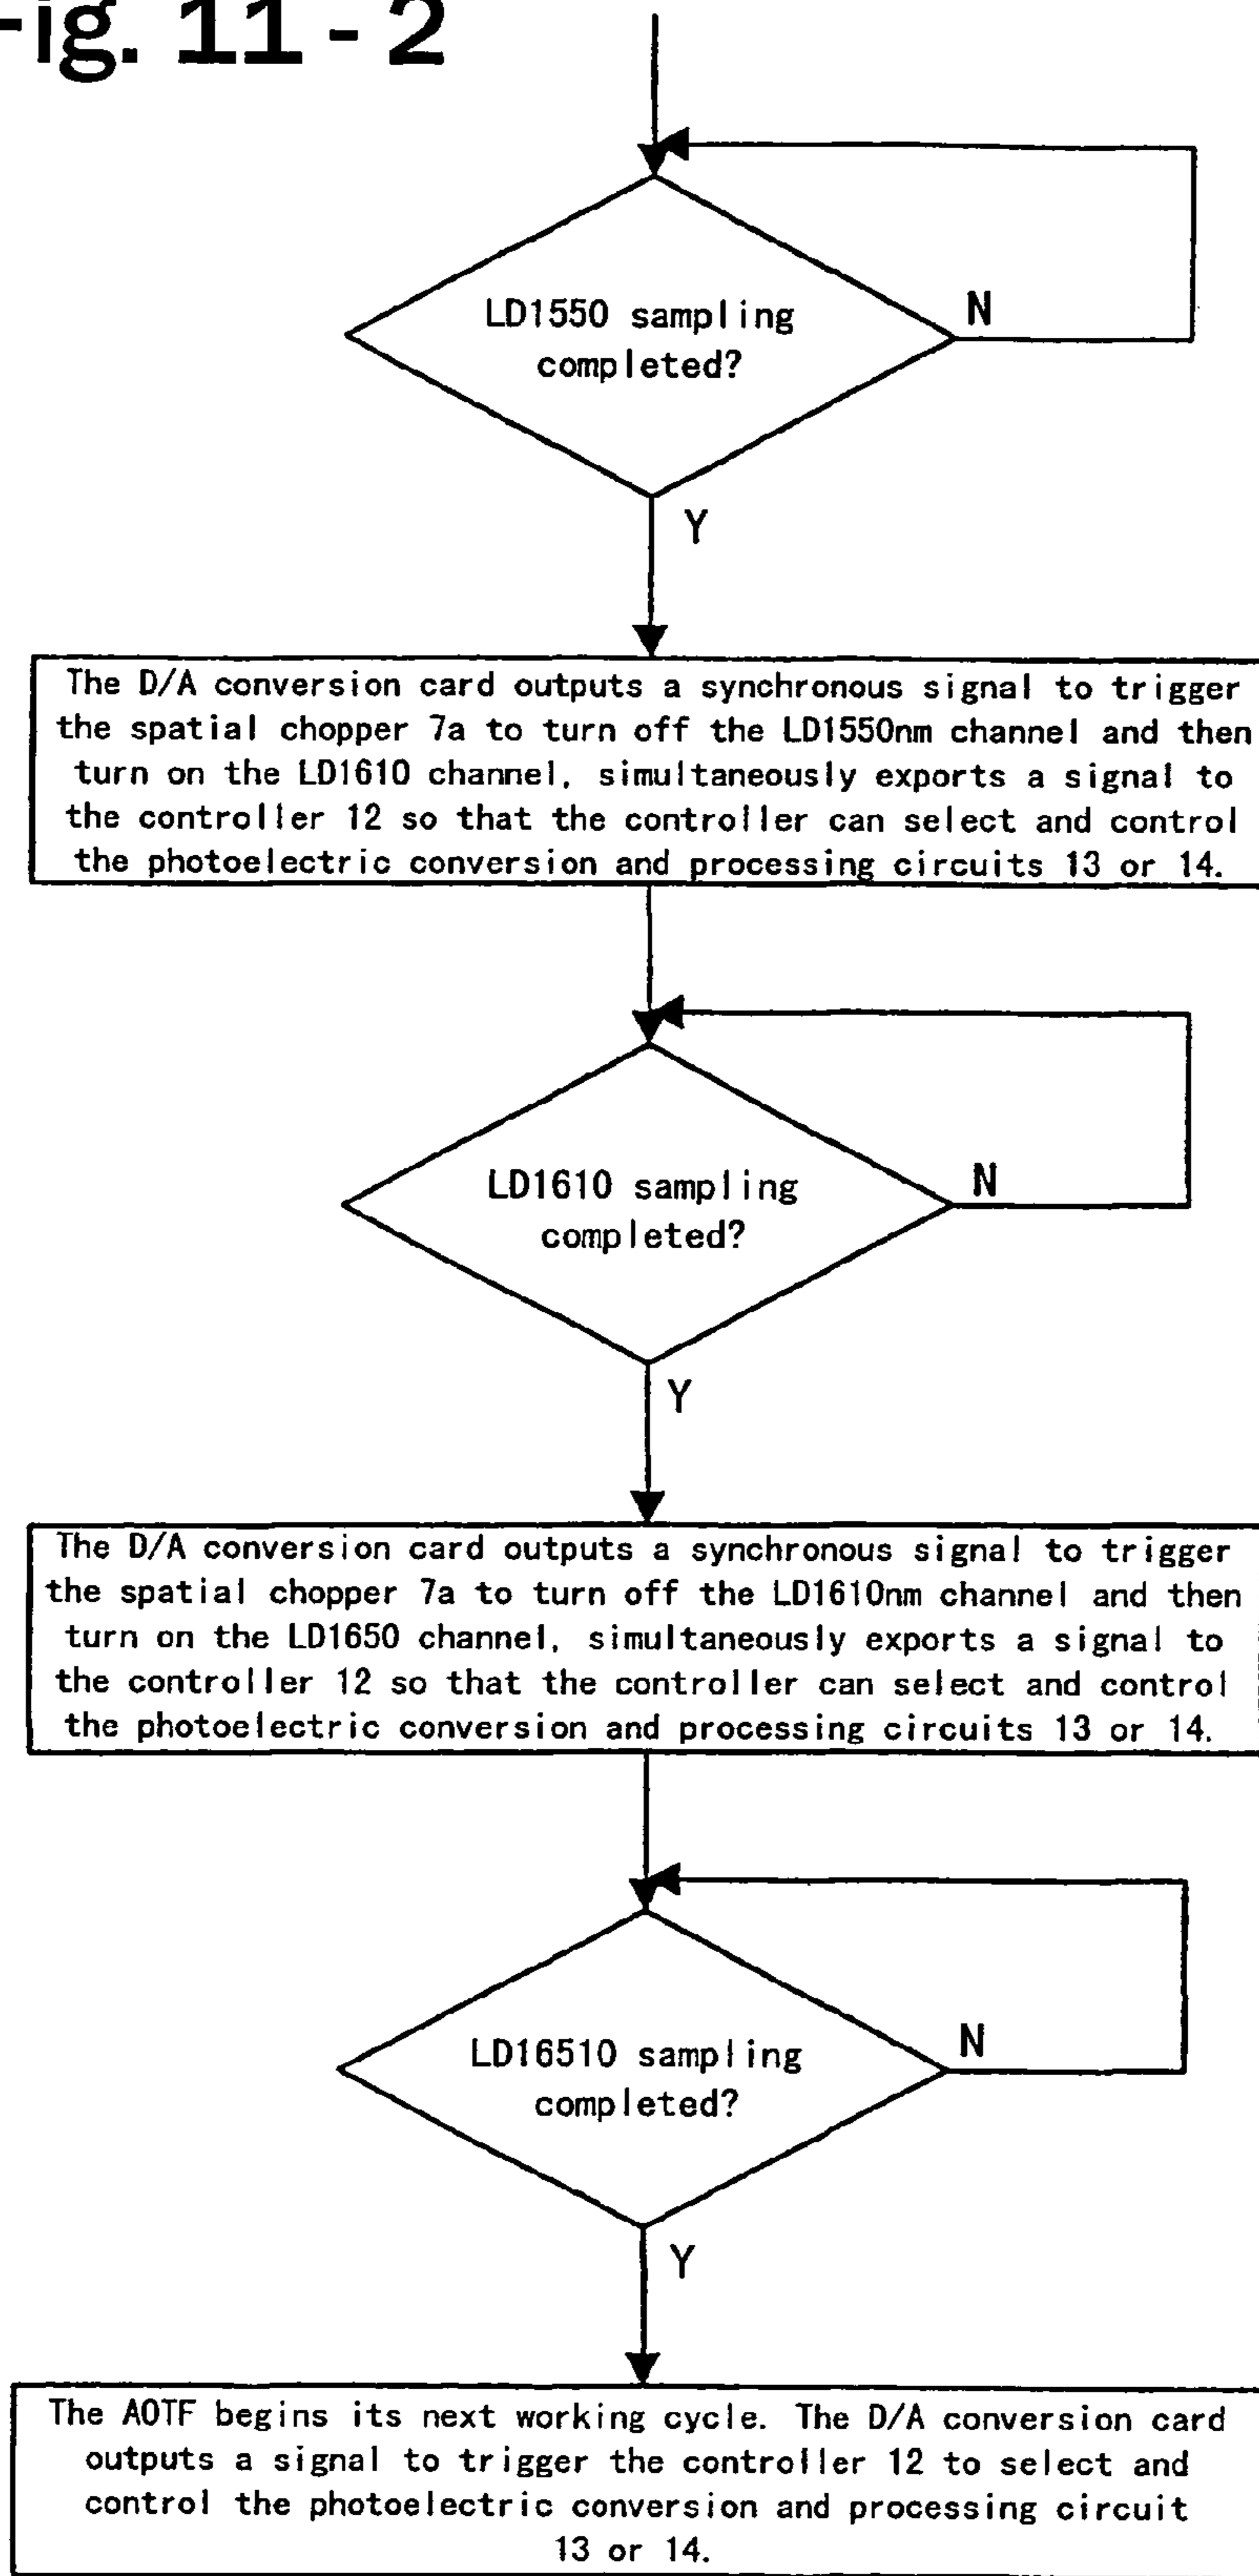 Fig. 11 - 2
LD1550 sampling
completed?
N
Y
The D/A conversion card outputs a synchronous signal to trigger
the spatial chopper 7a to turn off the LD1550nm channel and then
turn on the LD1610 channel, simultaneously exports a signal to
the controller 12 so that the controller can select and control
the photoelectric conversion and processing circuits 13 or 14.
LD1610 sampling
completed?
N
Y
The D/A conversion card outputs a synchronous signal to trigger
the spatial chopper 7a to turn off the LD1610nm channel and then
turn on the LD1650 channel, simultaneously exports a signal to
the controller 12 so that the controller can select and control
the photoelectric conversion and processing circuits 13 or 14.
LD16510 sampling
completed?
N
Y
The AOTF begins its next working cycle. The D/A conversion card
outputs a signal to trigger the controller 12 to select and
control the photoelectric conversion and processing circuit
13 or 14.